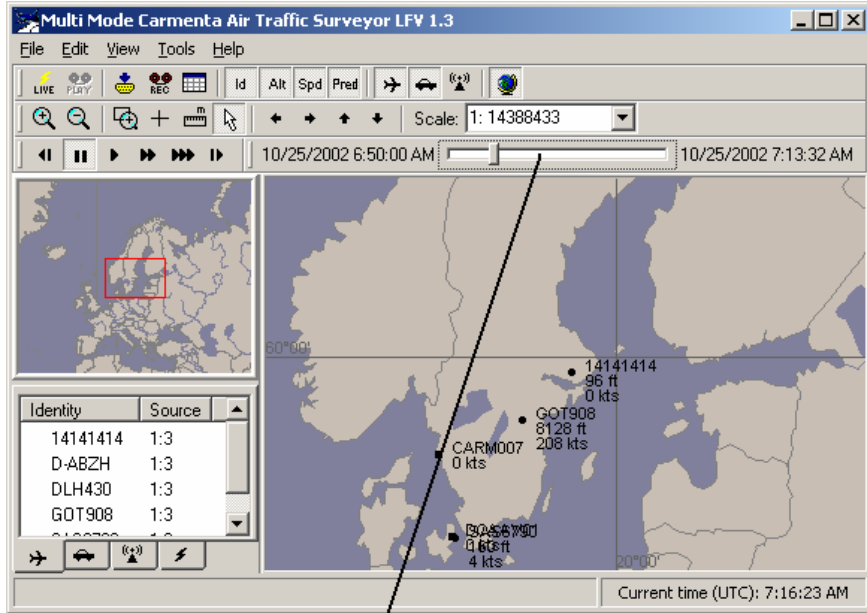 Multi Mode Carmenta Air Traffic Surveyor LFV 1.3
File Edit View Tools Help
LIVE PLAY REC Id Alt Spd Pred
Scale: 1: 14388433
10/25/2002 6:50:00 AM 10/25/2002 7:13:32 AM
60°00'
14141414
96 ft
0 kts
GOT908
8128 ft
208 kts
CARM007
0 kts
4 kts
20°00'
Identity Source
14141414 1:3
D-ABZH 1:3
DLH430 1:3
GOT908 1:3
Current time (UTC): 7:16:23 AM